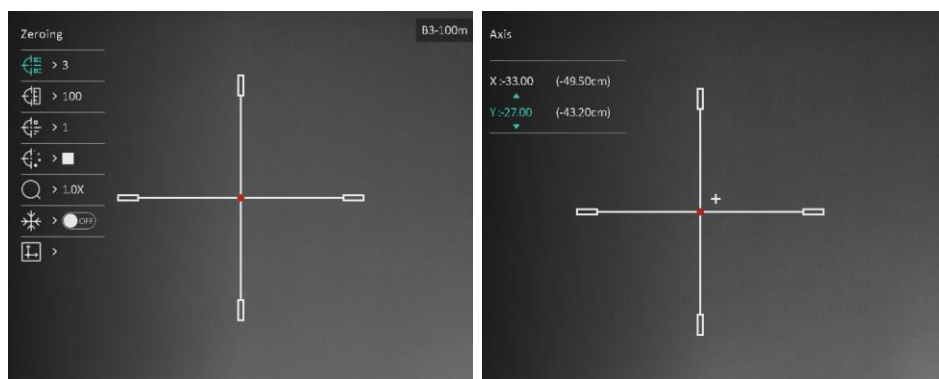 Zeroing
B3-100m
> 3
> 100
> 1
>
> 1.0X
> OFF
>
Axis
X :-33.00 (-49.50cm)
Y :-27.00 (-43.20cm)